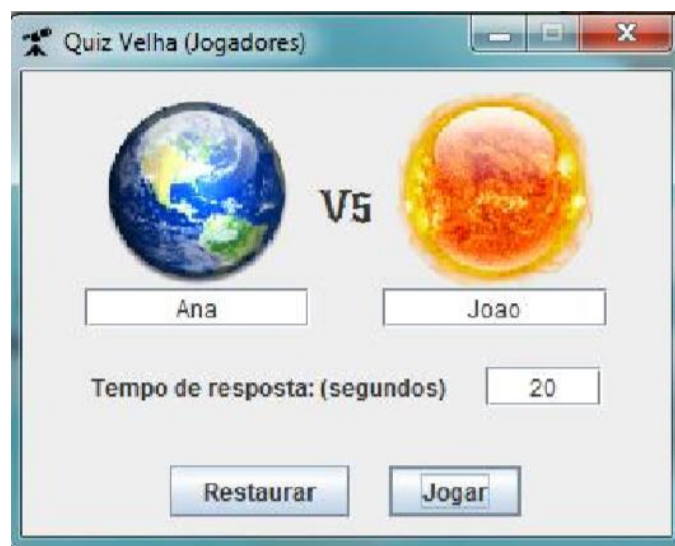 Quiz Velha (Jogadores)
VS
Ana
Joao
Tempo de resposta: (segundos)
20
Restaurar
Jogar